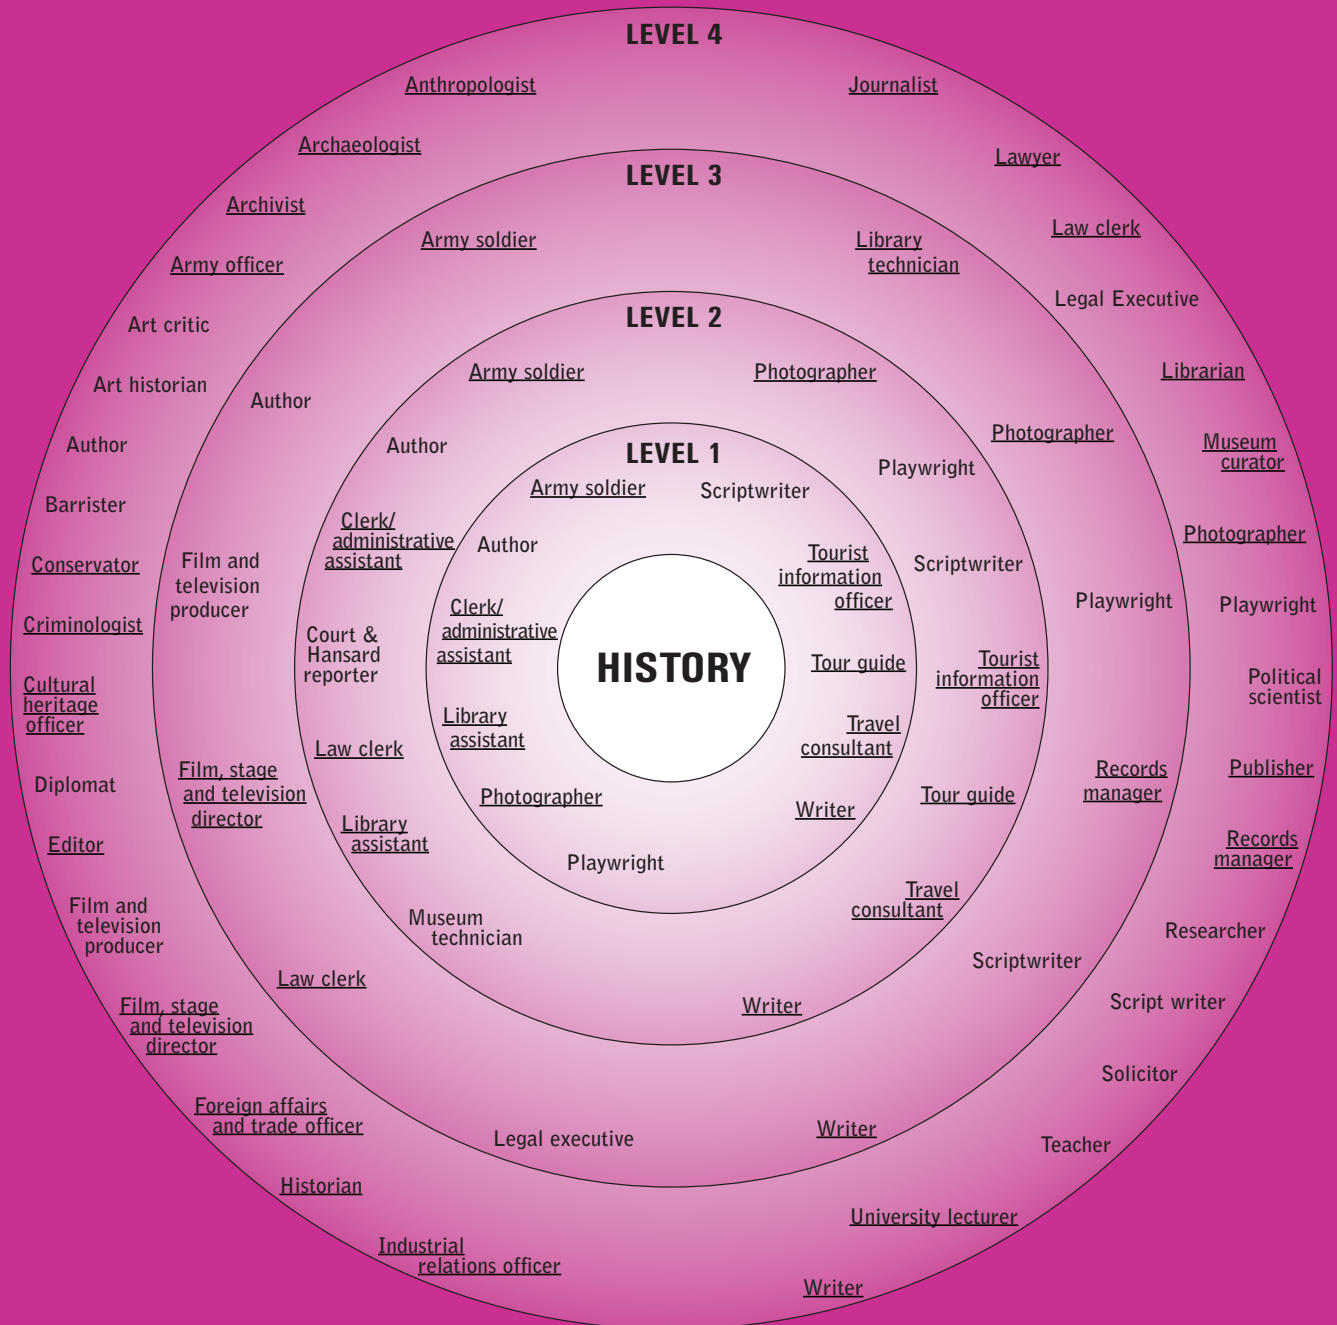 LEVEL 4
Anthropologist
Journalist
Archaeologist
Lawyer
Archivist
Law clerk
Army officer
Legal Executive
Art critic
Librarian
Art historian
Museum
curator
Author
Barrister
Photographer
Conservator
Playwright
Criminologist
Political
scientist
Cultural
heritage
officer
Publisher
Diplomat
Records
manager
Editor
Researcher
Film and
television
producer
Script writer
Film, stage
and television
director
Solicitor
Foreign affairs
and trade officer
Teacher
Historian
University lecturer
Industrial
relations officer
Writer
LEVEL 3
Army soldier
Library
technician
Author
Photographer
Film and
television
producer
Playwright
Film, stage
and television
director
Records
manager
Law clerk
Scriptwriter
Legal executive
Writer
LEVEL 2
Army soldier
Photographer
Author
Playwright
Clerk/
administrative
assistant
Scriptwriter
Court &
Hansard
reporter
Tourist
information
officer
Law clerk
Tour guide
Library
assistant
Travel
consultant
Museum
technician
Writer
LEVEL 1
Army soldier
Scriptwriter
Author
Tourist
information
officer
Clerk/
administrative
assistant
Tour guide
Library
assistant
Travel
consultant
Photographer
Writer
Playwright
HISTORY